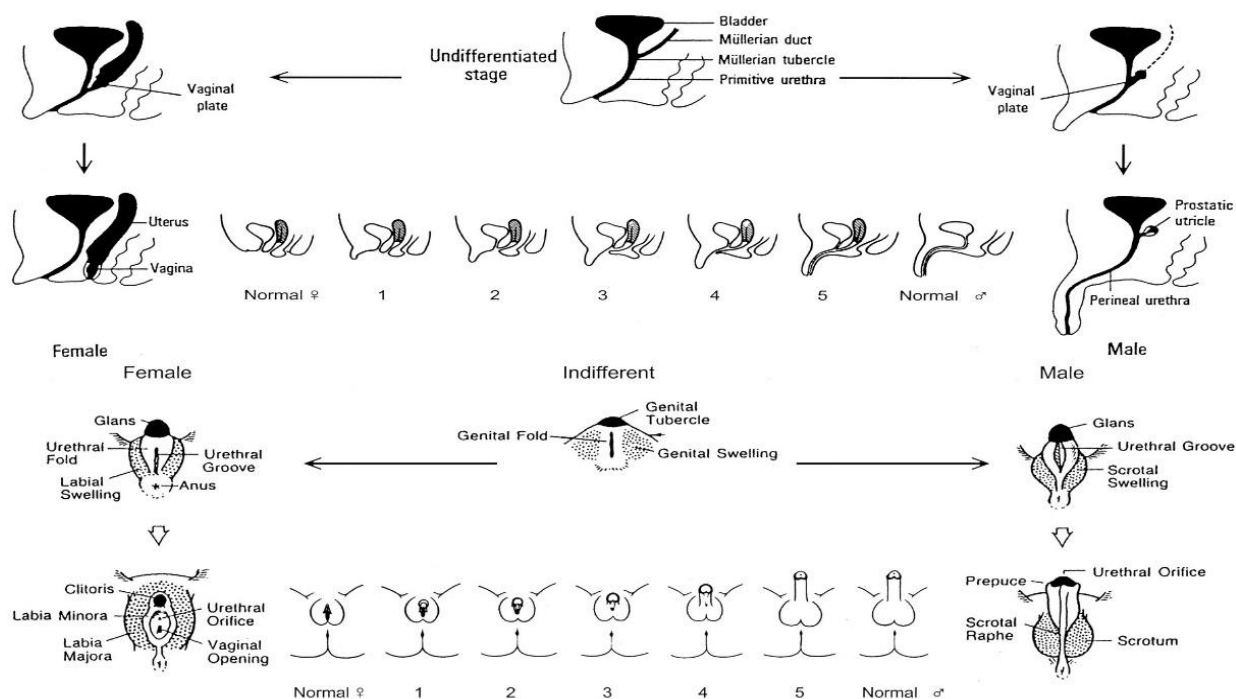 Bladder
Müllerian duct
Müllerian tubercle
Primitive urethra
Undifferentiated
stage
Vaginal
plate
Vaginal
plate
Uterus
Vagina
Prostatic
utricle
Perineal urethra
Normal ♀ 1 2 3 4 5 Normal ♂
Female
Male
Female Indifferent Male
Glans
Urethral
Fold
Urethral
Groove
Labial
Swelling
Anus
Genital
Tubercle
Genital Fold
Genital Swelling
Glans
Urethral Groove
Scrotal
Swelling
Clitoris
Labia Minora
Labia
Majora
Urethral
Orifice
Vaginal
Opening
Urethral Orifice
Prepuce
Scrotal
Raphe
Scrotum
Normal ♀ 1 2 3 4 5 Normal ♂